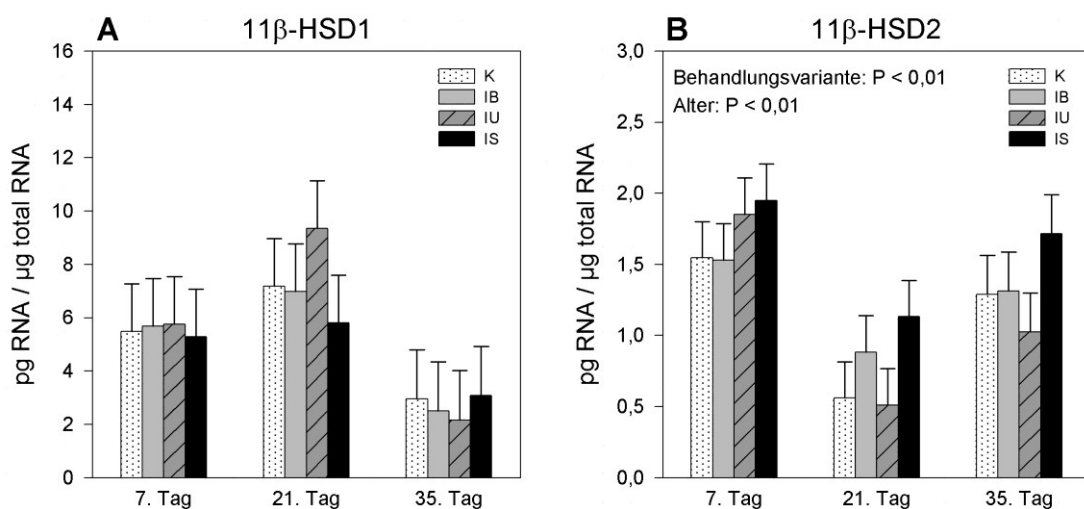 A
11β-HSD1
pg RNA / µg total RNA
16
14
12
10
8
6
4
2
0
K
IB
IU
IS
7. Tag
21. Tag
35. Tag
B
11β-HSD2
pg RNA / µg total RNA
3,0
2,5
2,0
1,5
1,0
0,5
0,0
Behandlungsvariante: P < 0,01
Alter: P < 0,01
K
IB
IU
IS
7. Tag
21. Tag
35. Tag